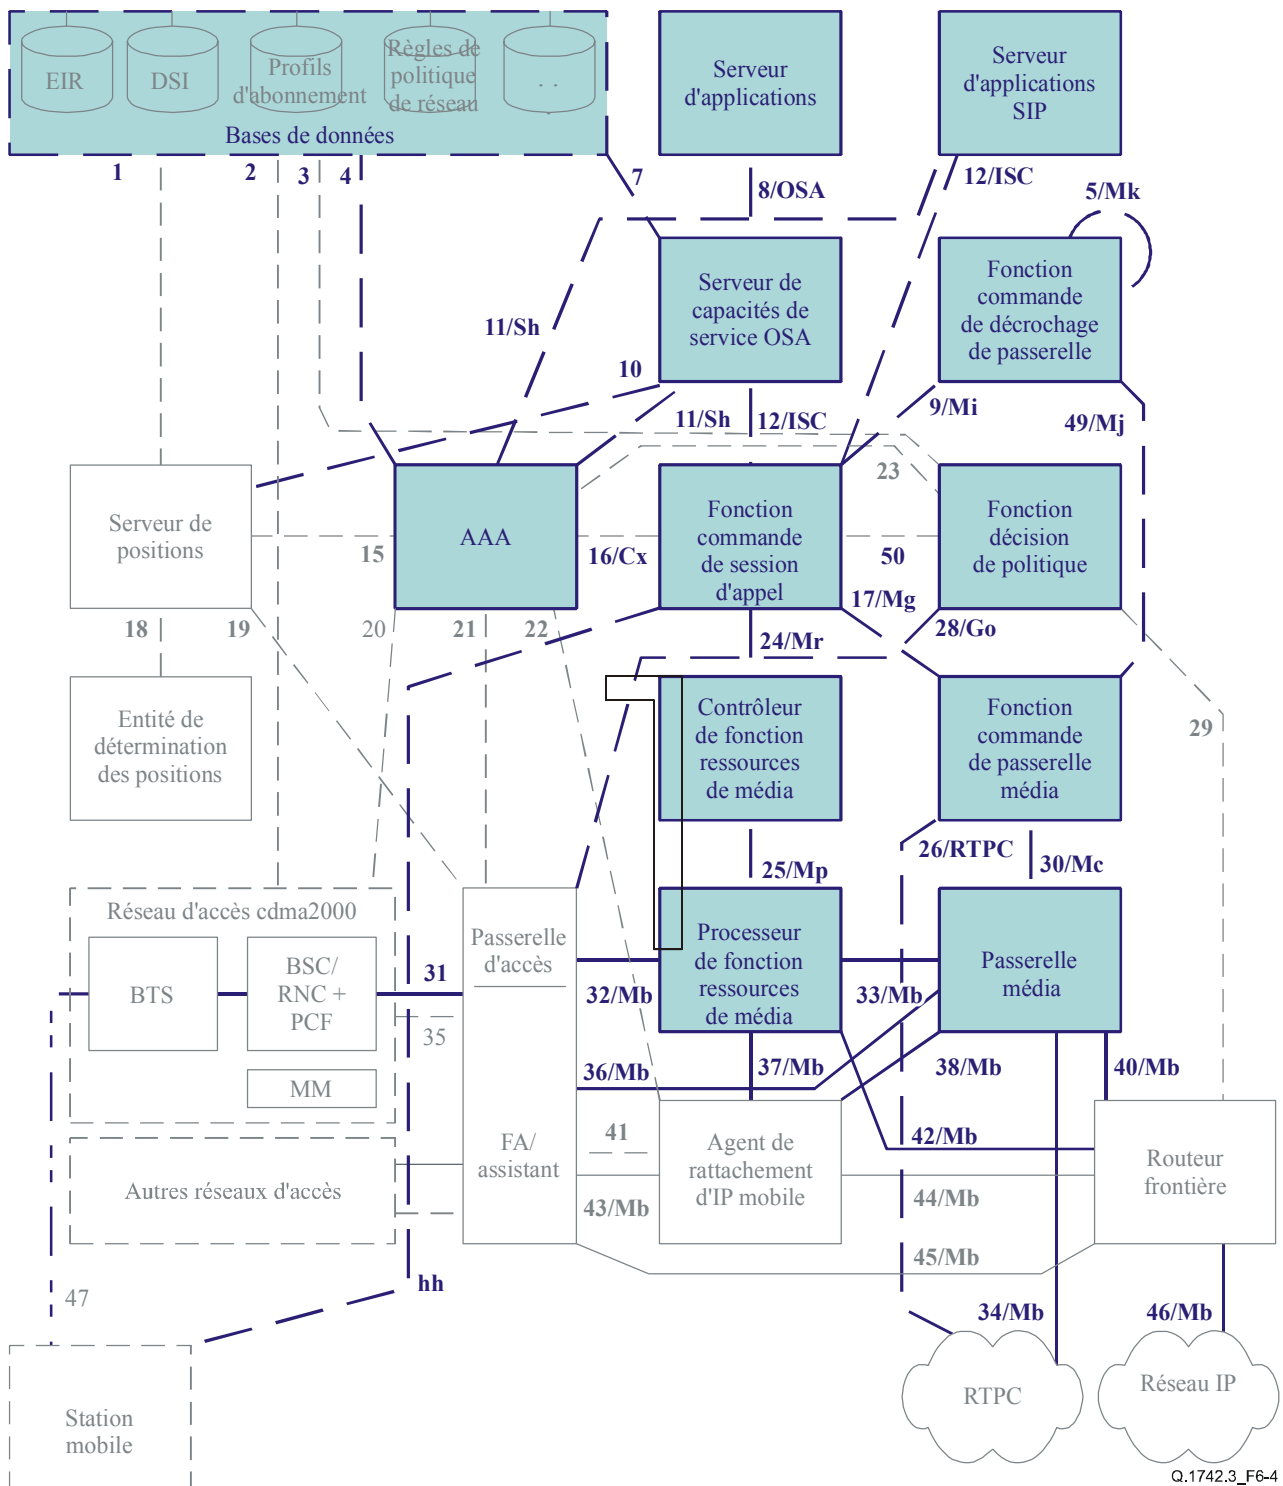 EIR
DSI
Profils
d'abonnement
Règles de
politique
de réseau
. .
Bases de données
Serveur
d'applications
Serveur
d'applications
SIP
1
2
3
4
7
8/OSA
12/ISC
5/Mk
Serveur de
capacités de
service OSA
Fonction
commande
de décrochage
de passerelle
11/Sh
10
11/Sh
12/ISC
9/Mi
49/Mj
23
Serveur de
positions
15
AAA
16/Cx
Fonction
commande
de session
d'appel
50
Fonction
décision
de politique
17/Mg
18
19
20
21
22
24/Mr
28/Go
Entité de
détermination
des positions
Contrôleur
de fonction
ressources
de média
Fonction
commande
de passerelle
média
29
25/Mp
26/RTPC
30/Mc
Réseau d'accès cdma2000
BTS
BSC/
RNC +
PCF
MM
31
35
Passerelle
d'accès
32/Mb
Processeur
de fonction
ressources
de média
33/Mb
Passerelle
média
36/Mb
37/Mb
38/Mb
40/Mb
FA/
assistant
41
43/Mb
Agent de
rattachement
d'IP mobile
42/Mb
44/Mb
Routeur
frontière
Autres réseaux d'accès
45/Mb
47
hh
34/Mb
46/Mb
Station
mobile
RTPC
Réseau IP
Q.1742.3_F6-4